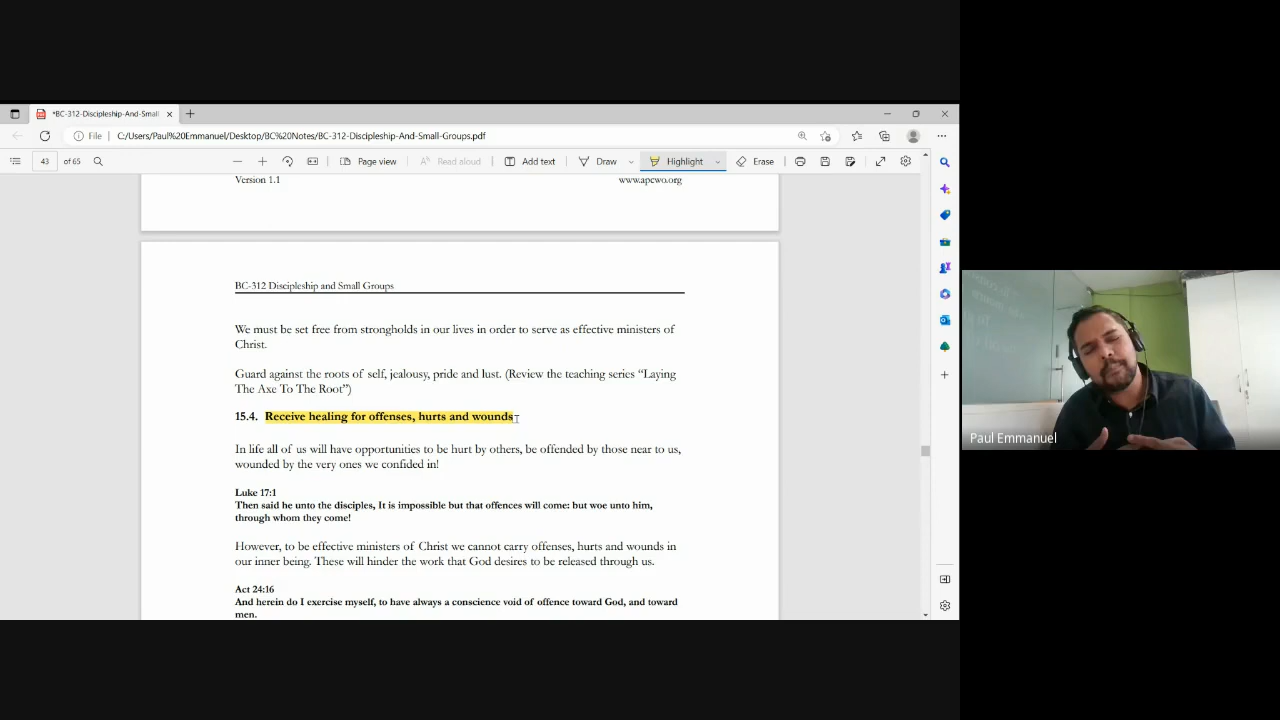 *BC-312-Discipleship-And-Small
File
C:/Users/Paul%20Emmanuel/Desktop/BC%20Notes/BC-312-Discipleship-And-Small-Groups.pdf
43 of 65
Page view
Read aloud
Add text
Draw
Highlight
Erase
Version 1.1 www.apcwo.org
BC-312 Discipleship and Small Groups
We must be set free from strongholds in our lives in order to serve as effective ministers of
Christ.
Guard against the roots of self, jealousy, pride and lust. (Review the teaching series “Laying
The Axe To The Root”)
15.4. Receive healing for offenses, hurts and wounds
In life all of us will have opportunities to be hurt by others, be offended by those near to us,
wounded by the very ones we confided in!
Luke 17:1
Then said he unto the disciples, It is impossible but that offences will come: but woe unto him,
through whom they come!
However, to be effective ministers of Christ we cannot carry offenses, hurts and wounds in
our inner being. These will hinder the work that God desires to be released through us.
Act 24:16
And herein do I exercise myself, to have always a conscience void of offence toward God, and toward
men.
Paul Emmanuel